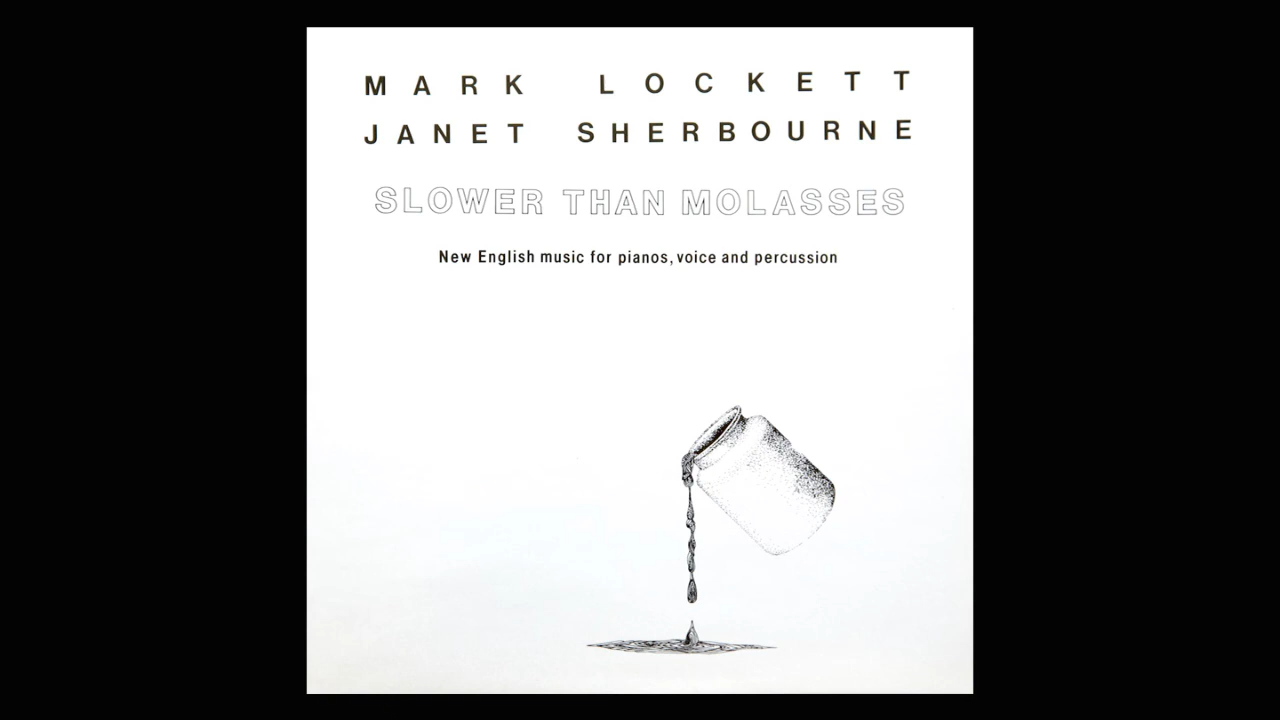 MARK LOCKETT
JANET SHERBOURNE
SLOWER THAN MOLASSES
New English music for pianos, voice and percussion